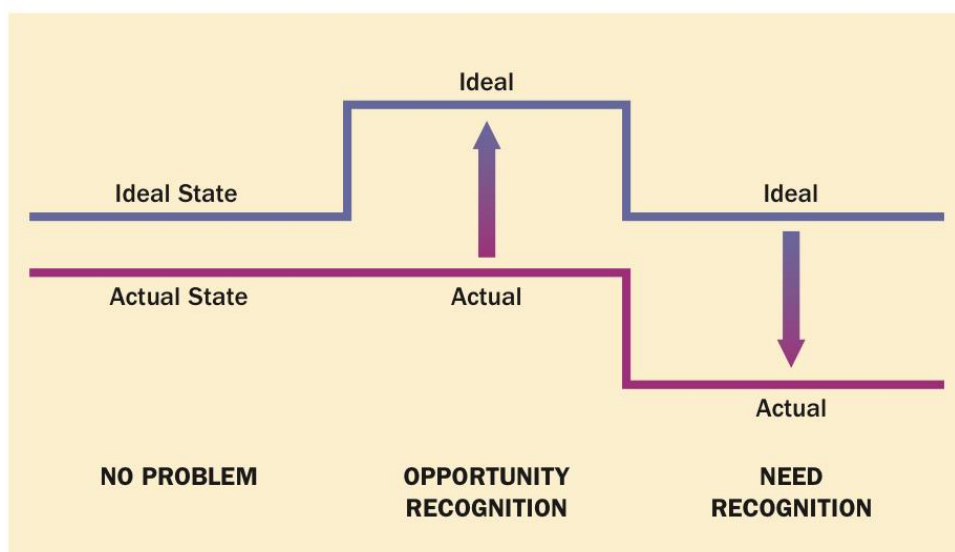 Ideal
Ideal State
Ideal
Actual State
Actual
Actual
NO PROBLEM
OPPORTUNITY
RECOGNITION
NEED
RECOGNITION